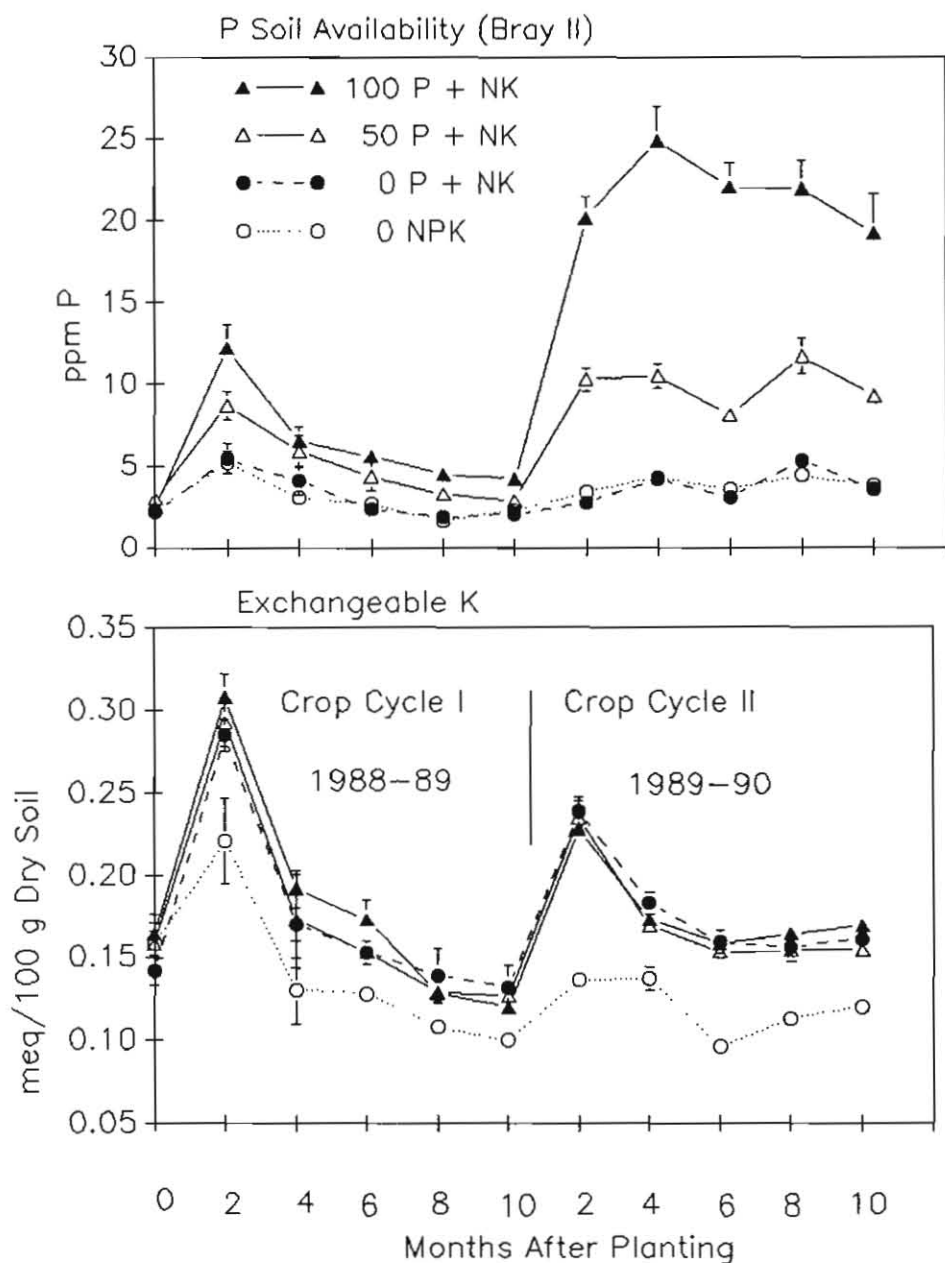 P Soil Availability (Bray II)
30
25
20
15
10
5
0
ppm P
100 P + NK
50 P + NK
0 P + NK
0 NPK
Exchangeable K
0.35
0.30
0.25
0.20
0.15
0.10
0.05
meq/100 g Dry Soil
Crop Cycle I
Crop Cycle II
1988-89
1989-90
0 2 4 6 8 10 2 4 6 8 10
Months After Planting